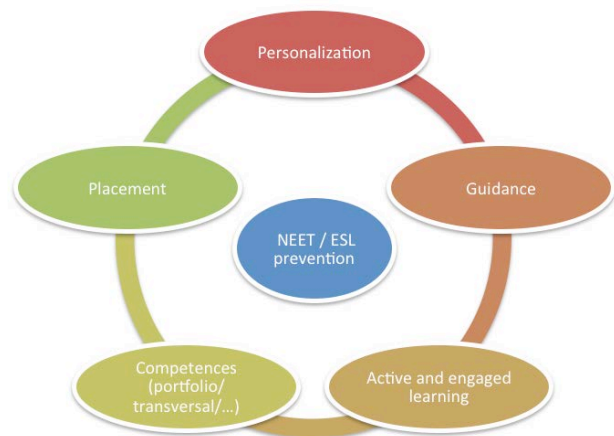 Personalization
Placement
Guidance
NEET / ESL
prevention
Competences
(portfolio/
transversal/...)
Active and engaged
learning